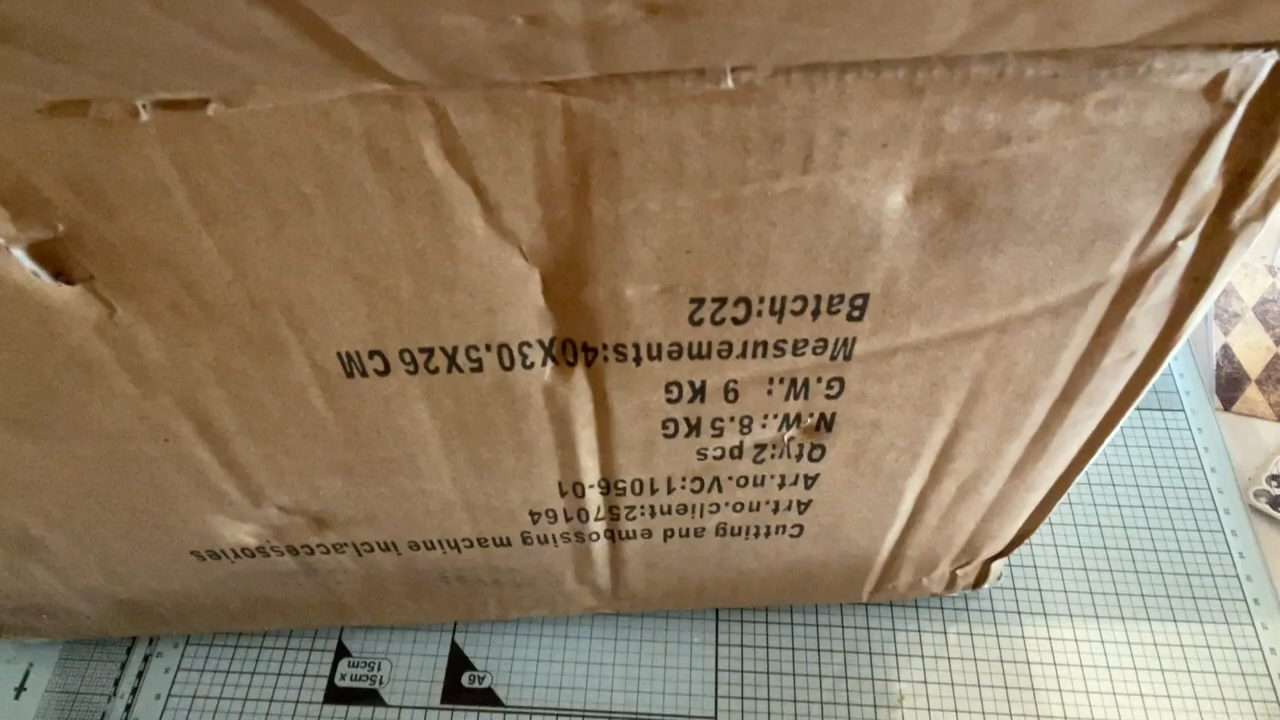 Cutting and embossing machine incl.accessories
Art.no.client:2570164
Art.no.VC:11056-01
Qty:2 pcs
N.W.:8.5 KG
G.W.: 9 KG
Measurements:40X30.5X26 CM
Batch:C22
A6
15cm x
15cm